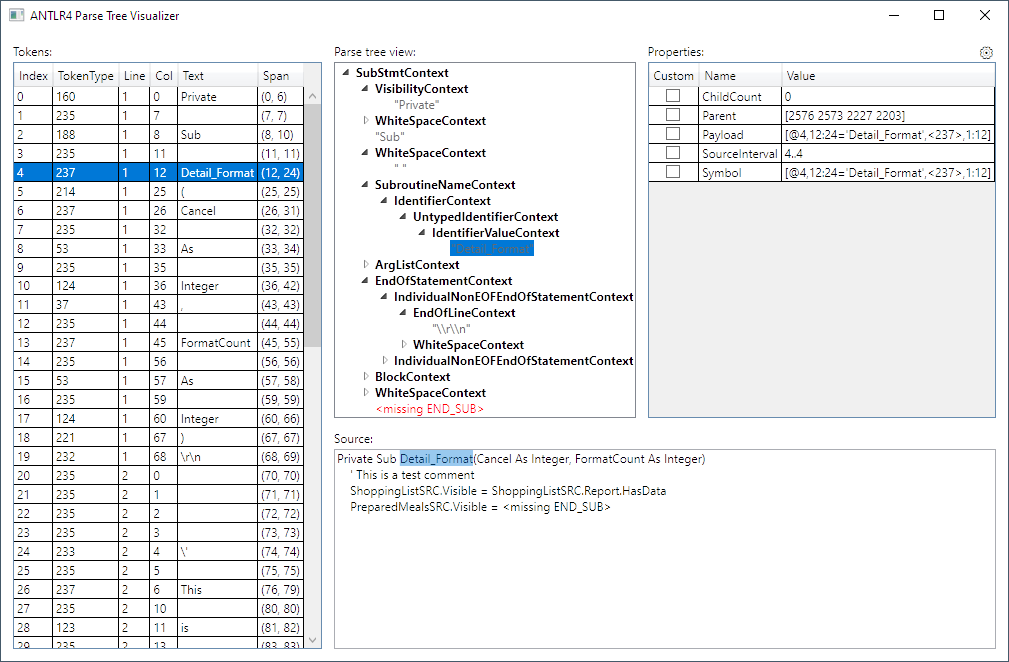 ANTLR4 Parse Tree Visualizer
Tokens:
Index TokenType Line Col Text Span
0 160 1 0 Private (0, 6)
1 235 1 7 (7, 7)
2 188 1 8 Sub (8, 10)
3 235 1 11 (11, 11)
4 237 1 12 Detail_Format (12, 24)
5 214 1 25 ( (25, 25)
6 237 1 26 Cancel (26, 31)
7 235 1 32 (32, 32)
8 53 1 33 As (33, 34)
9 235 1 35 (35, 35)
10 124 1 36 Integer (36, 42)
11 37 1 43 , (43, 43)
12 235 1 44 (44, 44)
13 237 1 45 FormatCount (45, 55)
14 235 1 56 (56, 56)
15 53 1 57 As (57, 58)
16 235 1 59 (59, 59)
17 124 1 60 Integer (60, 66)
18 221 1 67 ) (67, 67)
19 232 1 68 \r\n (68, 69)
20 235 2 0 (70, 70)
21 235 2 1 (71, 71)
22 235 2 2 (72, 72)
23 235 2 3 (73, 73)
24 233 2 4 \' (74, 74)
25 235 2 5 (75, 75)
26 237 2 6 This (76, 79)
27 235 2 10 (80, 80)
28 123 2 11 is (81, 82)
29 235 2 13 (83, 83)
Parse tree view:
SubStmtContext
VisibilityContext
"Private"
WhiteSpaceContext
"Sub"
WhiteSpaceContext
" "
SubroutineNameContext
IdentifierContext
UntypedIdentifierContext
IdentifierValueContext
"Detail_Format"
ArgListContext
EndOfStatementContext
IndividualNonEOFEndOfStatementContext
EndOfLineContext
"\\r\\n"
WhiteSpaceContext
IndividualNonEOFEndOfStatementContext
BlockContext
WhiteSpaceContext
<missing END_SUB>
Properties:
Custom Name Value
ChildCount 0
Parent [2576 2573 2227 2203]
Payload [@4,12:24='Detail_Format',<237>,1:12]
SourceInterval 4..4
Symbol [@4,12:24='Detail_Format',<237>,1:12]
Source:
Private Sub Detail_Format(Cancel As Integer, FormatCount As Integer)
' This is a test comment
ShoppingListSRC.Visible = ShoppingListSRC.Report.HasData
PreparedMealsSRC.Visible = <missing END_SUB>